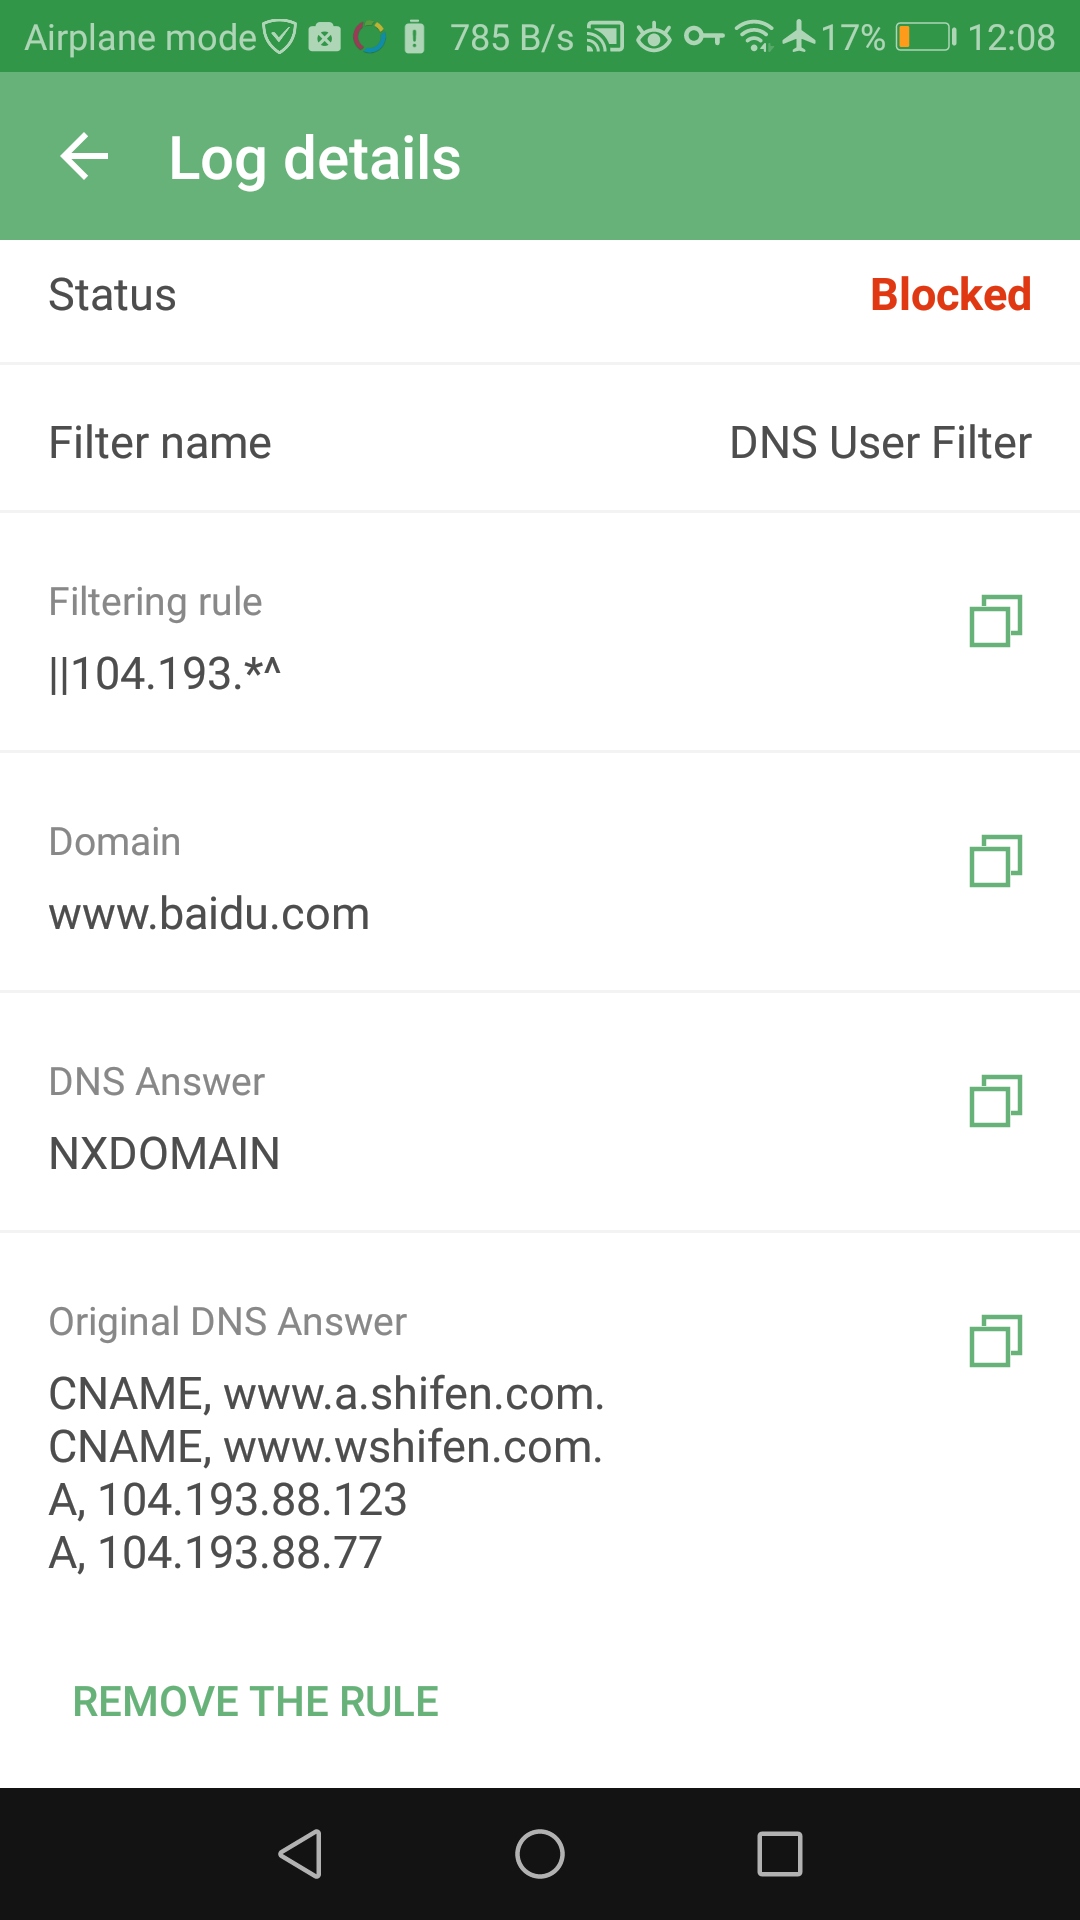 Airplane mode 785 B/s 17% 12:08
Log details
Status Blocked
Filter name DNS User Filter
Filtering rule
||104.193.*^
Domain
www.baidu.com
DNS Answer
NXDOMAIN
Original DNS Answer
CNAME, www.a.shifen.com.
CNAME, www.wshifen.com.
A, 104.193.88.123
A, 104.193.88.77
REMOVE THE RULE